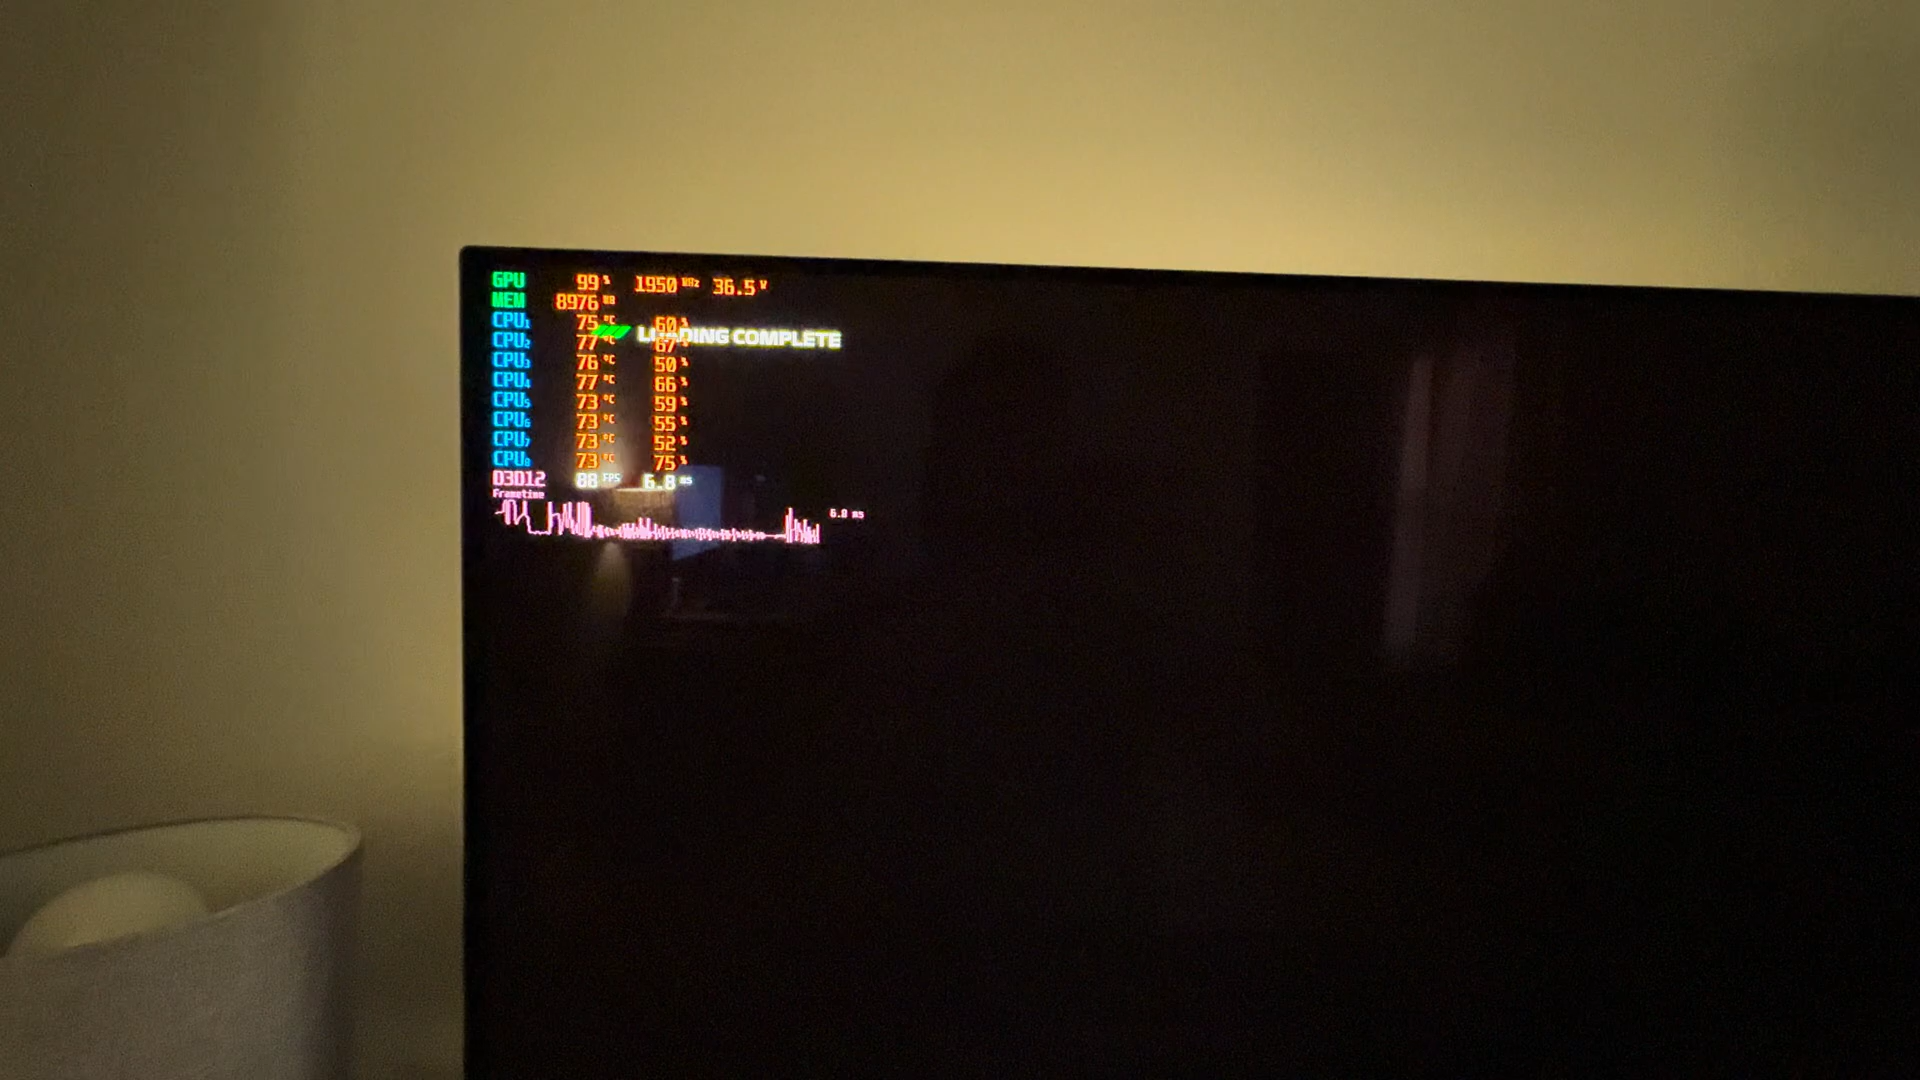 GPU 99 % 1950 MHz 36.5 W
MEM 8976 MB
CPU1 75 °C 60 %
LOADING COMPLETE
CPU2 77 °C 67 %
CPU3 76 °C 50 %
CPU4 77 °C 66 %
CPU5 73 °C 59 %
CPU6 73 °C 55 %
CPU7 73 °C 52 %
CPU8 73 °C 75 %
D3D12 88 FPS 6.8 ms
Frametime
6.8 ms